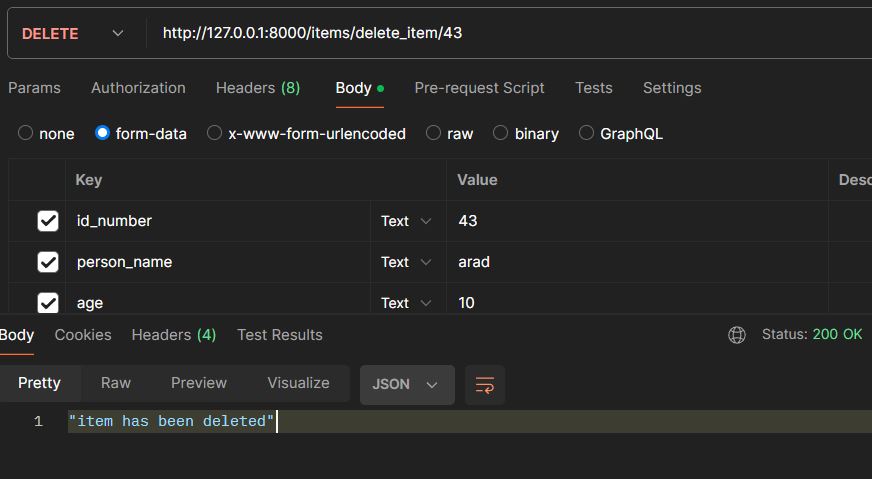 DELETE http://127.0.0.1:8000/items/delete_item/43
Params Authorization Headers (8) Body Pre-request Script Tests Settings
none form-data x-www-form-urlencoded raw binary GraphQL
Key Value Desc
id_number Text 43
person_name Text arad
age Text 10
Body Cookies Headers (4) Test Results Status: 200 OK
Pretty Raw Preview Visualize JSON
1 "item has been deleted"